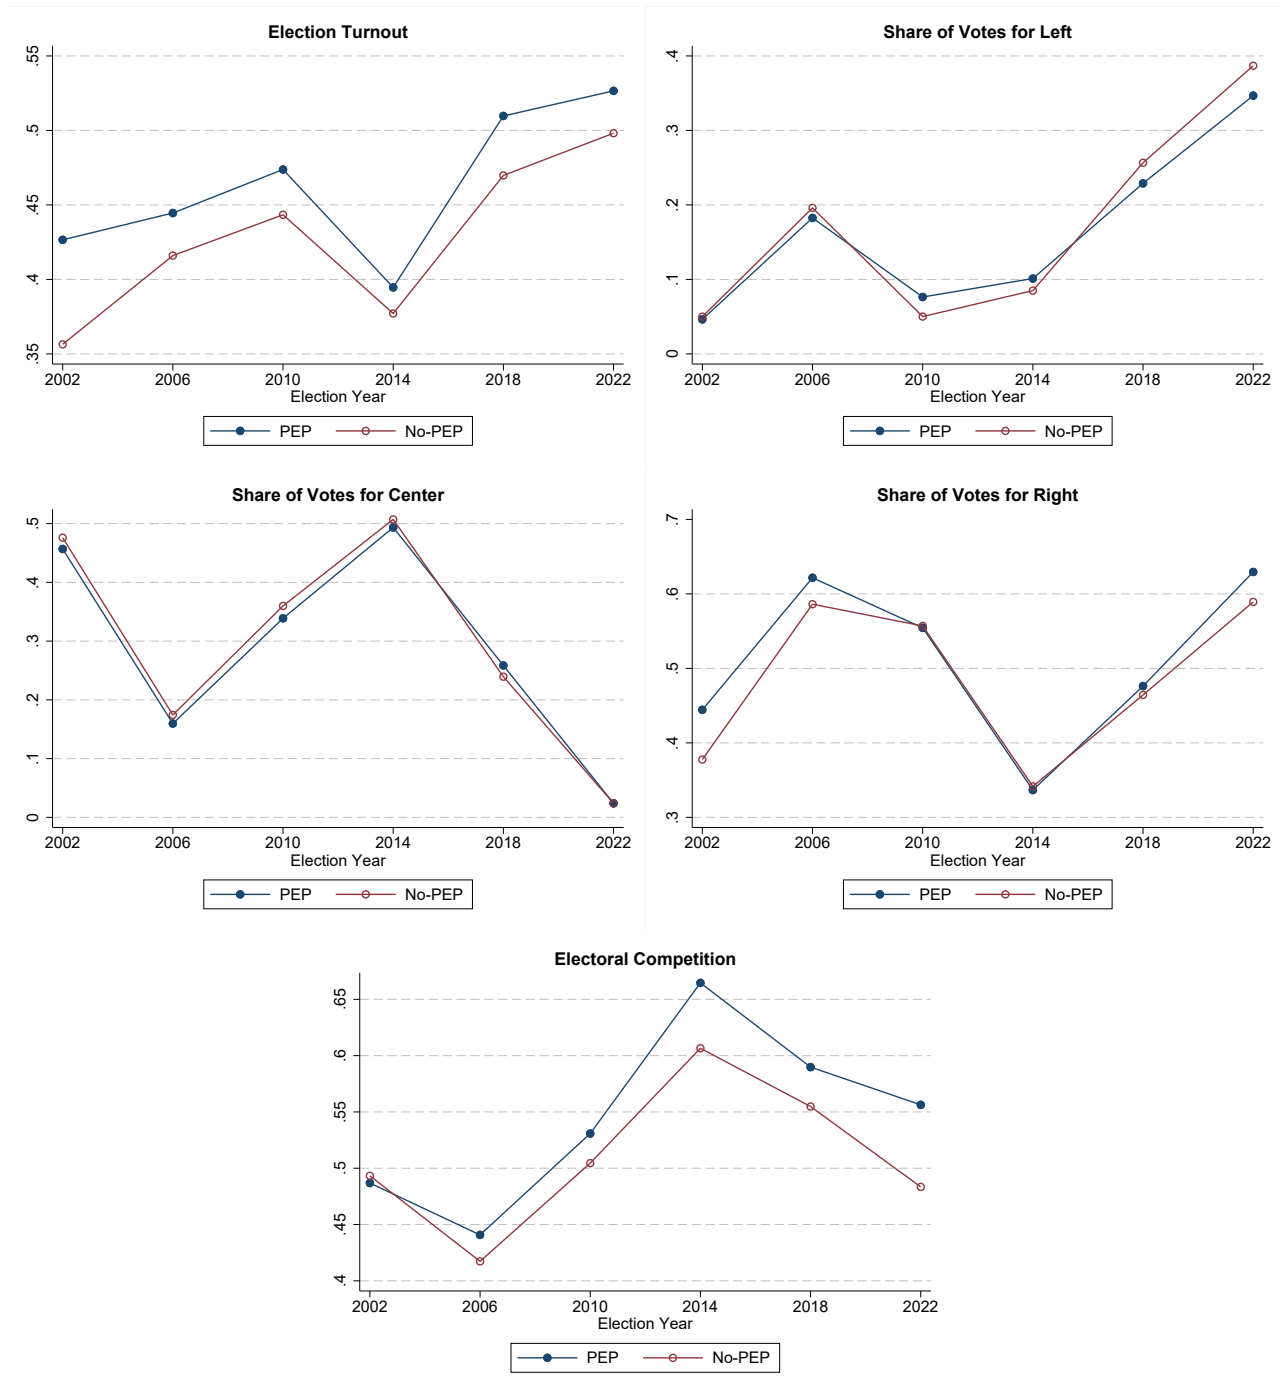 Election Turnout
.55
.5
.45
.4
.35
2002 2006 2010 2014 2018 2022
Election Year
PEP No-PEP
Share of Votes for Left
.4
.3
.2
.1
0
2002 2006 2010 2014 2018 2022
Election Year
PEP No-PEP
Share of Votes for Center
.5
.4
.3
.2
.1
0
2002 2006 2010 2014 2018 2022
Election Year
PEP No-PEP
Share of Votes for Right
.7
.6
.5
.4
.3
2002 2006 2010 2014 2018 2022
Election Year
PEP No-PEP
Electoral Competition
.65
.6
.55
.5
.45
.4
2002 2006 2010 2014 2018 2022
Election Year
PEP No-PEP